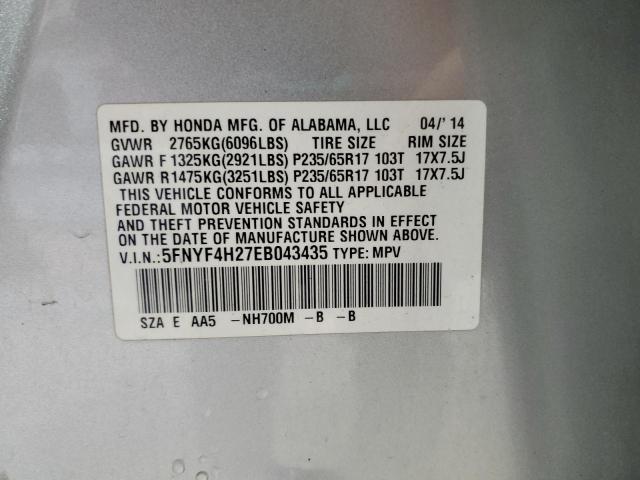 MFD. BY HONDA MFG. OF ALABAMA, LLC 04/'14
GVWR 2765KG(6096LBS) TIRE SIZE RIM SIZE
GAWR F 1325KG(2921LBS) P235/65R17 103T 17X7.5J
GAWR R1475KG(3251LBS) P235/65R17 103T 17X7.5J
THIS VEHICLE CONFORMS TO ALL APPLICABLE
FEDERAL MOTOR VEHICLE SAFETY
AND THEFT PREVENTION STANDARDS IN EFFECT
ON THE DATE OF MANUFACTURE SHOWN ABOVE.
V.I.N.:5FNYF4H27EB043435 TYPE: MPV
SZA E AA5 -NH700M -B -B